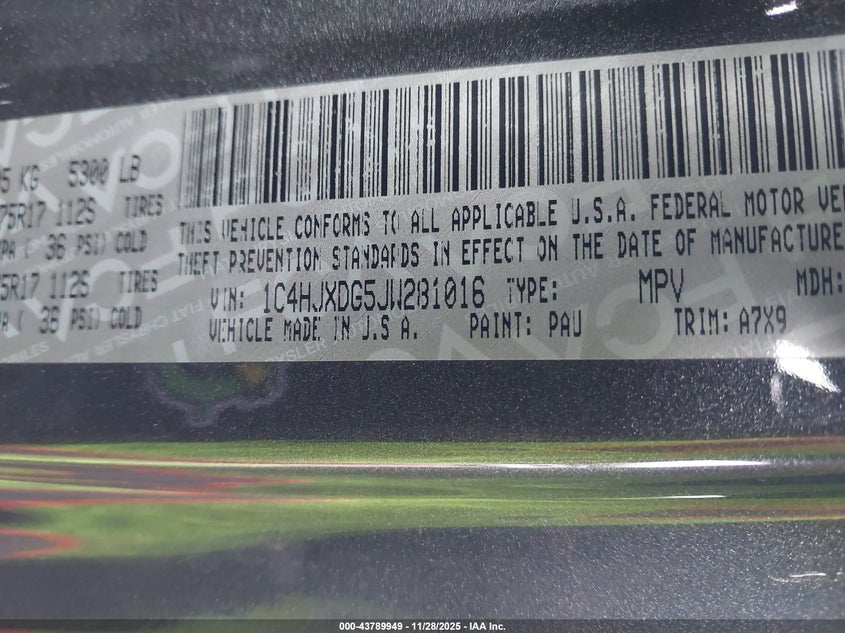 5 KG 5300 LB
75R17 112S TIRES
PA ( 36 PSI) COLD
5R17 112S TIRES
A ( 36 PSI) COLD
THIS VEHICLE CONFORMS TO ALL APPLICABLE U.S.A. FEDERAL MOTOR VE
THEFT PREVENTION STANDARDS IN EFFECT ON THE DATE OF MANUFACTURE
VIN: 1C4HJXDG5JW281016 TYPE: MPV MDH:
VEHICLE MADE IN U.S.A. PAINT: PAU TRIM: A7X9
000-43789949 | 11/28/2025 - IAA Inc.